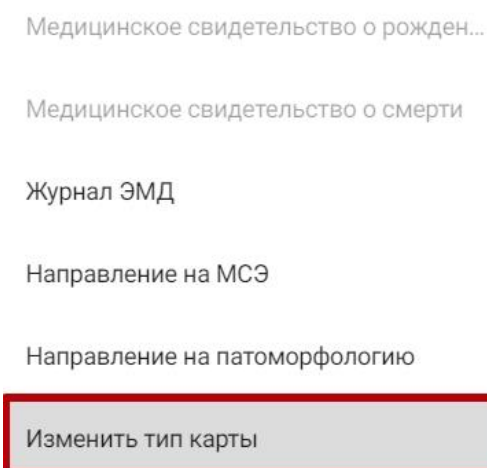 Медицинское свидетельство о рожден...
Медицинское свидетельство о смерти
Журнал ЭМД
Направление на МСЭ
Направление на патоморфологию
Изменить тип карты